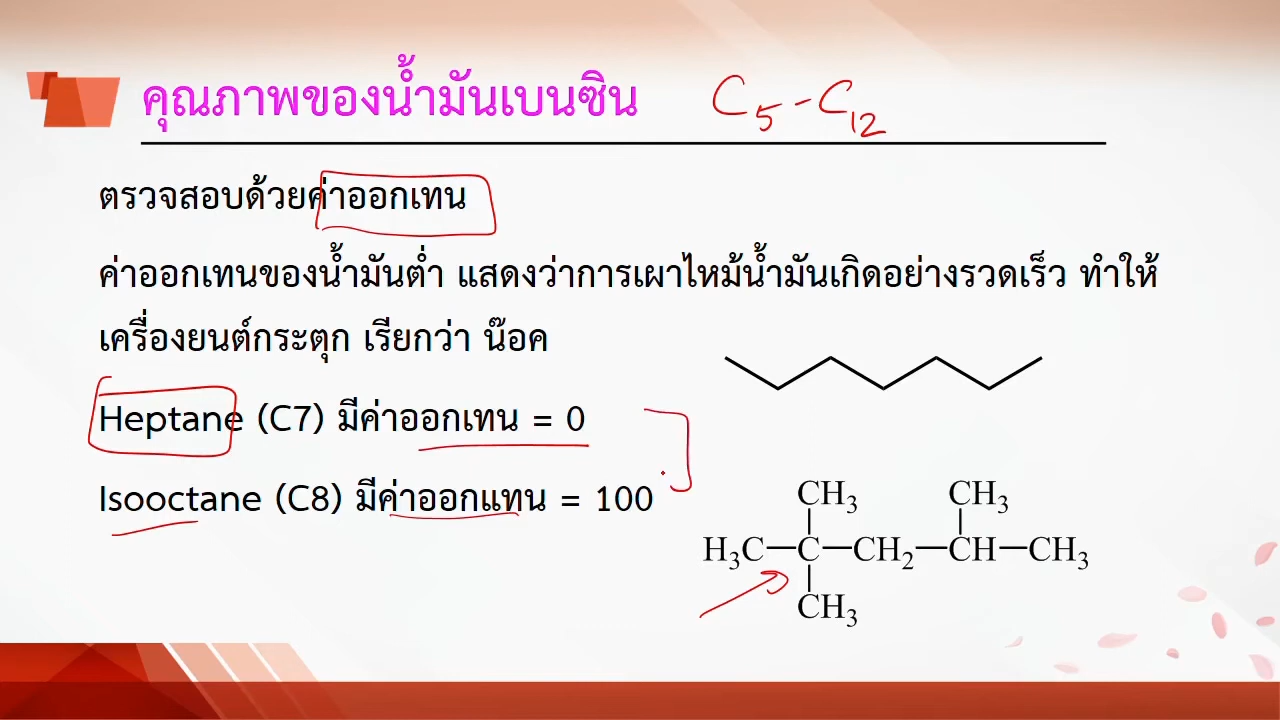 คุณภาพของน้ำมันเบนซิน C5-C12
ตรวจสอบด้วยค่าออกเทน
ค่าออกเทนของน้ำมันต่ำ แสดงว่าการเผาไหม้น้ำมันเกิดอย่างรวดเร็ว ทำให้
เครื่องยนต์กระตุก เรียกว่า น๊อค
Heptane (C7) มีค่าออกเทน = 0
Isooctane (C8) มีค่าออกแทน = 100
CH3 CH3
H3C—C—CH2—CH—CH3
CH3